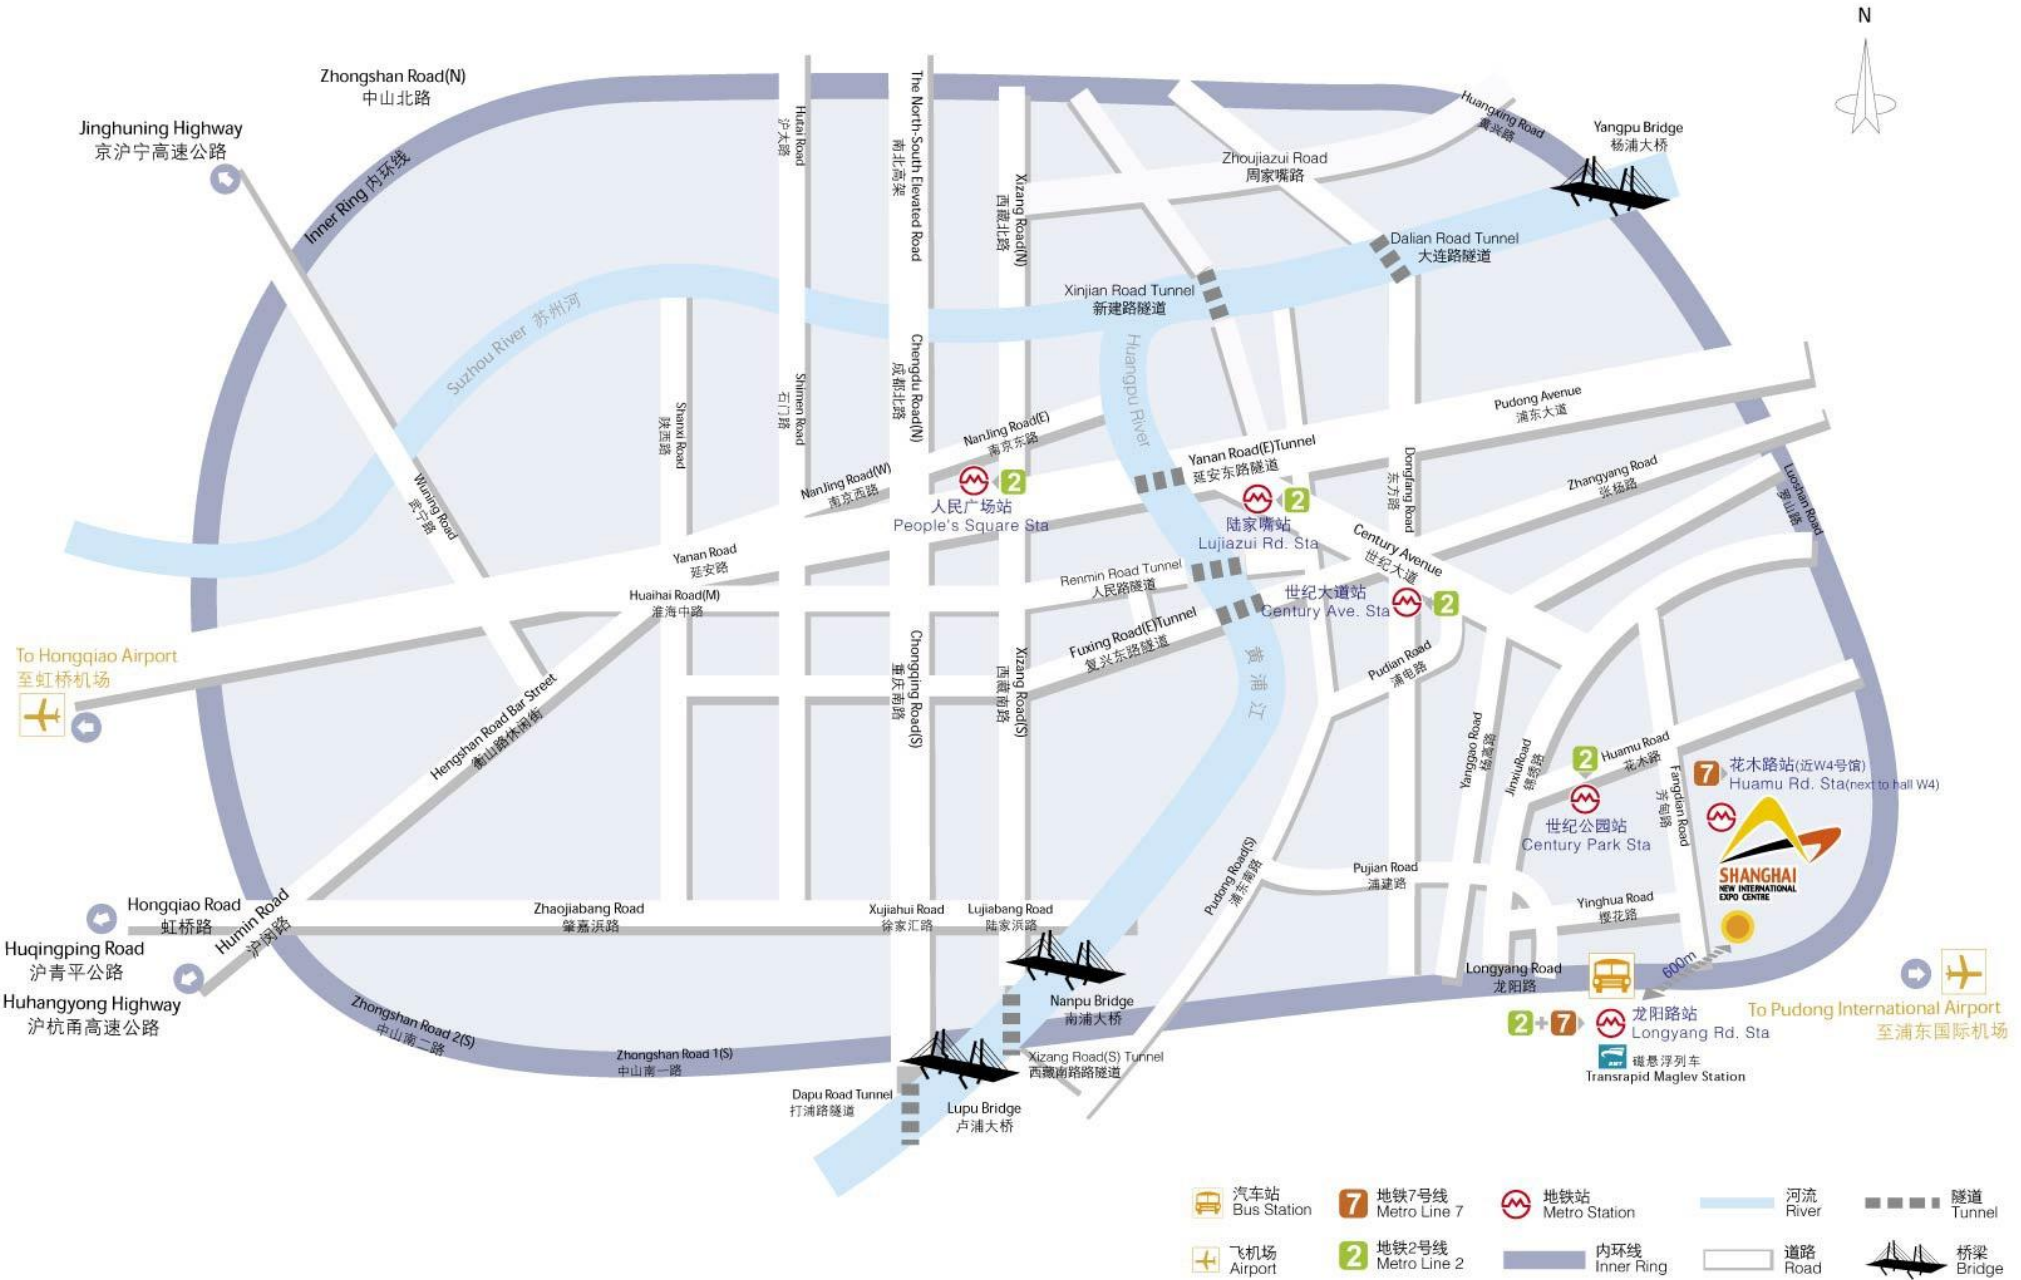 N
Zhongshan Road(N)
中山北路
Jinghuning Highway
京沪宁高速公路
Inner Ring 内环线
Hutai Road
沪太路
The North-South Elevated Road
南北高架
Xizang Road(N)
西藏北路
Zhoujiazui Road
周家嘴路
Huangxing Road
黄兴路
Yangpu Bridge
杨浦大桥
Dalian Road Tunnel
大连路隧道
Xinjian Road Tunnel
新建路隧道
Suzhou River 苏州河
Huangpu River
Shanxi Road
陕西路
Shimen Road
石门路
Chengdu Road(N)
成都北路
NanJing Road(E)
南京东路
NanJing Road(W)
南京西路
2
人民广场站
People's Square Sta
Yanan Road(E)Tunnel
延安东路隧道
2
陆家嘴站
Lujiazui Rd. Sta
Pudong Avenue
浦东大道
Dongfang Road
东方路
Zhangyang Road
张杨路
Luoshan Road
罗山路
Wuning Road
武宁路
Yanan Road
延安路
Huaihai Road(M)
淮海中路
Renmin Road Tunnel
人民路隧道
Century Avenue
世纪大道
世纪大道站
Century Ave. Sta
2
Fuxing Road(E)Tunnel
复兴东路隧道
Pudian Road
浦电路
黄浦江
To Hongqiao Airport
至虹桥机场
Chongqing Road(S)
重庆南路
Xizang Road(S)
西藏南路
Hengshan Road Bar Street
衡山路休闲街
Yanggao Road
杨高路
JinxiuRoad
锦绣路
Huamu Road
花木路
2
世纪公园站
Century Park Sta
Fangdian Road
芳甸路
7
花木路站(近W4号馆)
Huamu Rd. Sta(next to hall W4)
SHANGHAI
NEW INTERNATIONAL
EXPO CENTRE
Pudong Road(S)
浦东南路
Pujian Road
浦建路
Yinghua Road
樱花路
Hongqiao Road
虹桥路
Humin Road
沪闵路
Zhaojiabang Road
肇嘉浜路
Xujiahui Road
徐家汇路
Lujiabang Road
陆家浜路
Huqingping Road
沪青平公路
Huhangyong Highway
沪杭甬高速公路
Nanpu Bridge
南浦大桥
Longyang Road
龙阳路
600m
2+7
龙阳路站
Longyang Rd. Sta
磁悬浮列车
Transrapid Maglev Station
To Pudong International Airport
至浦东国际机场
Zhongshan Road 2(S)
中山南二路
Zhongshan Road 1(S)
中山南一路
Xizang Road(S) Tunnel
西藏南路路隧道
Dapu Road Tunnel
打浦路隧道
Lupu Bridge
卢浦大桥
汽车站
Bus Station
7
地铁7号线
Metro Line 7
地铁站
Metro Station
河流
River
隧道
Tunnel
飞机场
Airport
2
地铁2号线
Metro Line 2
内环线
Inner Ring
道路
Road
桥梁
Bridge